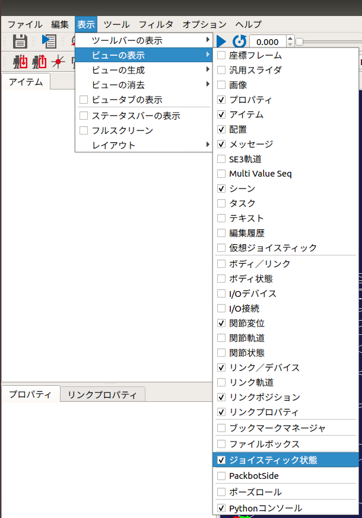 ファイル 編集 表示 ツール フィルタ オプション ヘルプ
0.000
アイテム
ツールバーの表示
ビューの表示
ビューの生成
ビューの消去
ビュータブの表示
ステータスバーの表示
フルスクリーン
レイアウト
座標フレーム
汎用スライダ
画像
プロパティ
アイテム
配置
メッセージ
SE3軌道
Multi Value Seq
シーン
タスク
テキスト
編集履歴
仮想ジョイスティック
ボディ／リンク
ボディ状態
I/Oデバイス
I/O接続
関節変位
関節軌道
関節状態
リンク／デバイス
リンク軌道
リンクポジション
リンクプロパティ
ブックマークマネージャ
ファイルボックス
ジョイスティック状態
PackbotSide
ポーズロール
Pythonコンソール
プロパティ リンクプロパティ